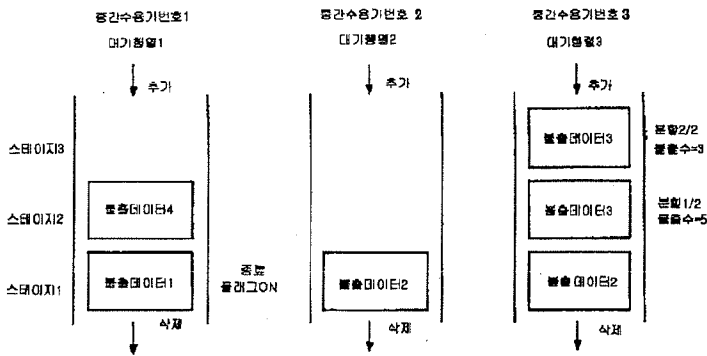 중간수용기번호1
대기행렬1
추가
중간수용기번호 2
대기행렬2
추가
중간수용기번호 3
대기행렬3
추가
스테이지3
불출데이터3
분할2/2
불출수=3
스테이지2
불출데이터4
불출데이터3
분할1/2
불출수=5
스테이지1
불출데이터1
종료
플래그ON
불출데이터2
불출데이터2
삭제
삭제
삭제